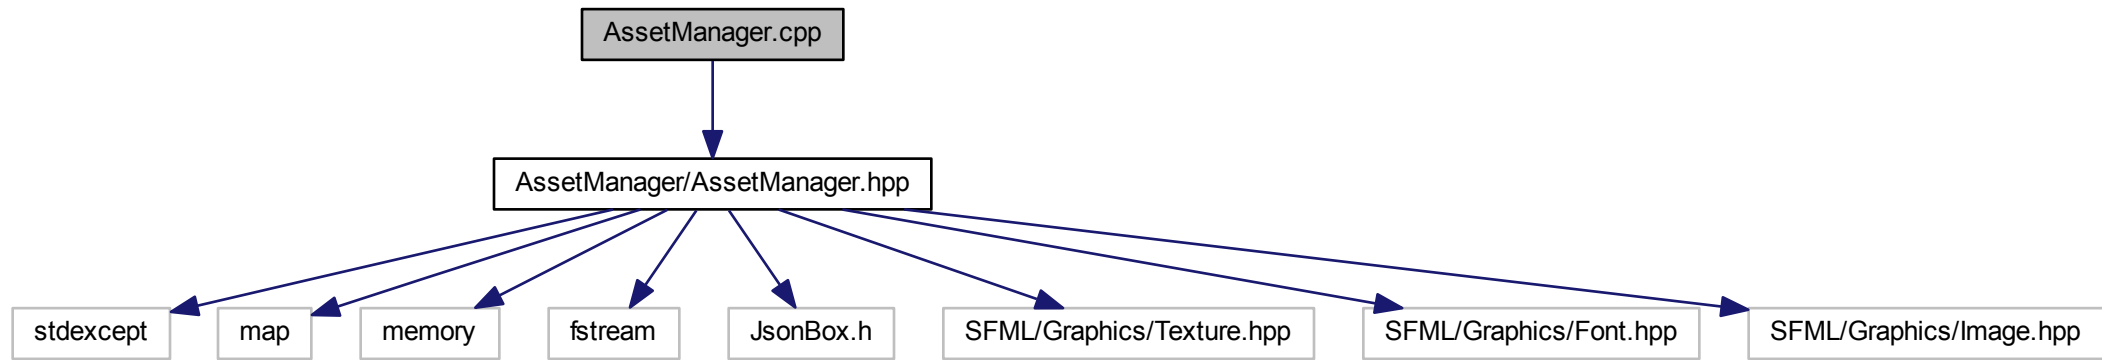 AssetManager.cpp
AssetManager/AssetManager.hpp
stdexcept
map
memory
fstream
JsonBox.h
SFML/Graphics/Texture.hpp
SFML/Graphics/Font.hpp
SFML/Graphics/Image.hpp